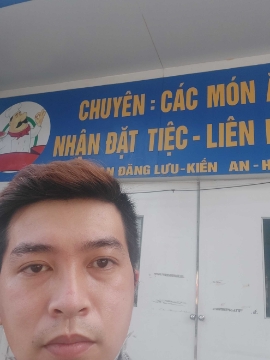 CHUYÊN: CÁC MÓN
NHẬN ĐẶT TIỆC - LIÊN
ĐĂNG LƯU - KIẾN AN - H